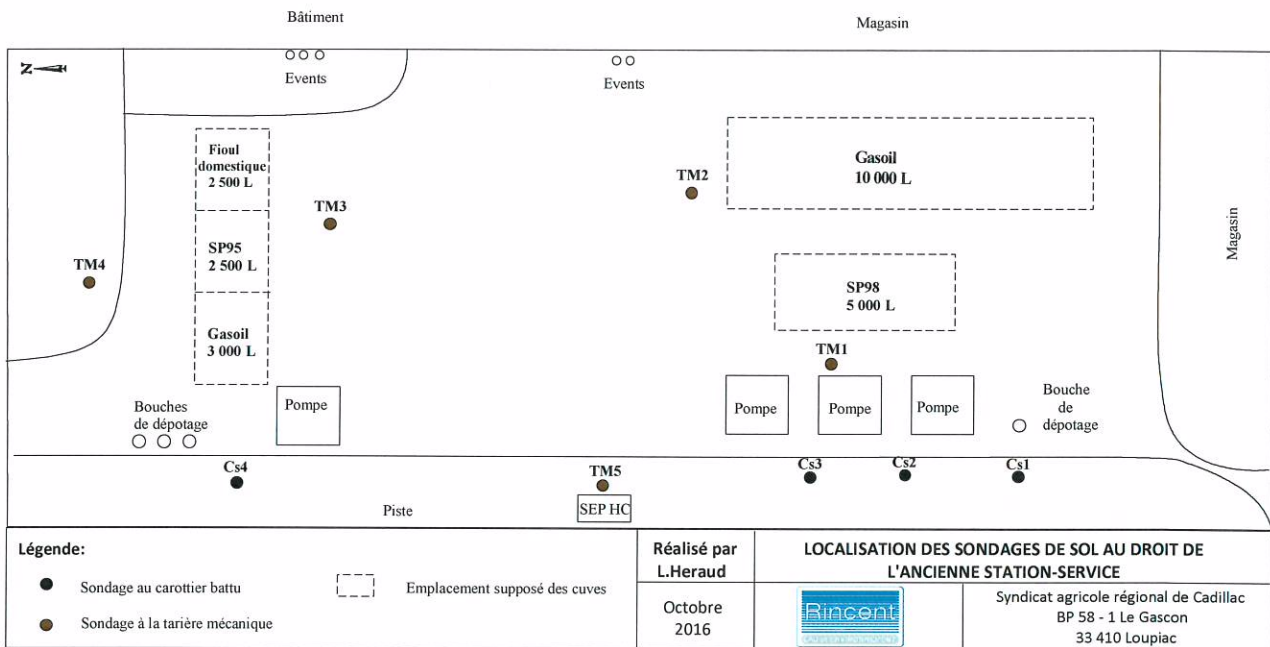 Bâtiment
Magasin
N
Events
Events
Fioul
domestique
2 500 L
Gasoil
10 000 L
TM2
TM3
SP95
2 500 L
Magasin
TM4
SP98
5 000 L
Gasoil
3 000 L
TM1
Bouches
de dépotage
Pompe
Pompe
Pompe
Pompe
Bouche
de
dépotage
Cs4
TM5
Cs3
Cs2
Cs1
Piste
SEP HC
Légende:
Sondage au carottier battu
Emplacement supposé des cuves
Sondage à la tarière mécanique
Réalisé par
L.Heraud
Octobre
2016
LOCALISATION DES SONDAGES DE SOL AU DROIT DE
L'ANCIENNE STATION-SERVICE
Rincent
Syndicat agricole régional de Cadillac
BP 58 - 1 Le Gascon
33 410 Loupiac